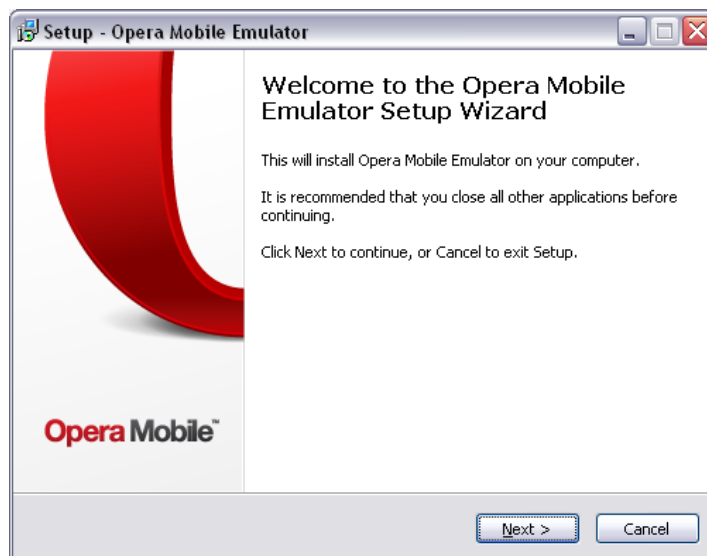 Setup - Opera Mobile Emulator
Welcome to the Opera Mobile
Emulator Setup Wizard
This will install Opera Mobile Emulator on your computer.
It is recommended that you close all other applications before
continuing.
Click Next to continue, or Cancel to exit Setup.
Opera Mobile™
Next >
Cancel